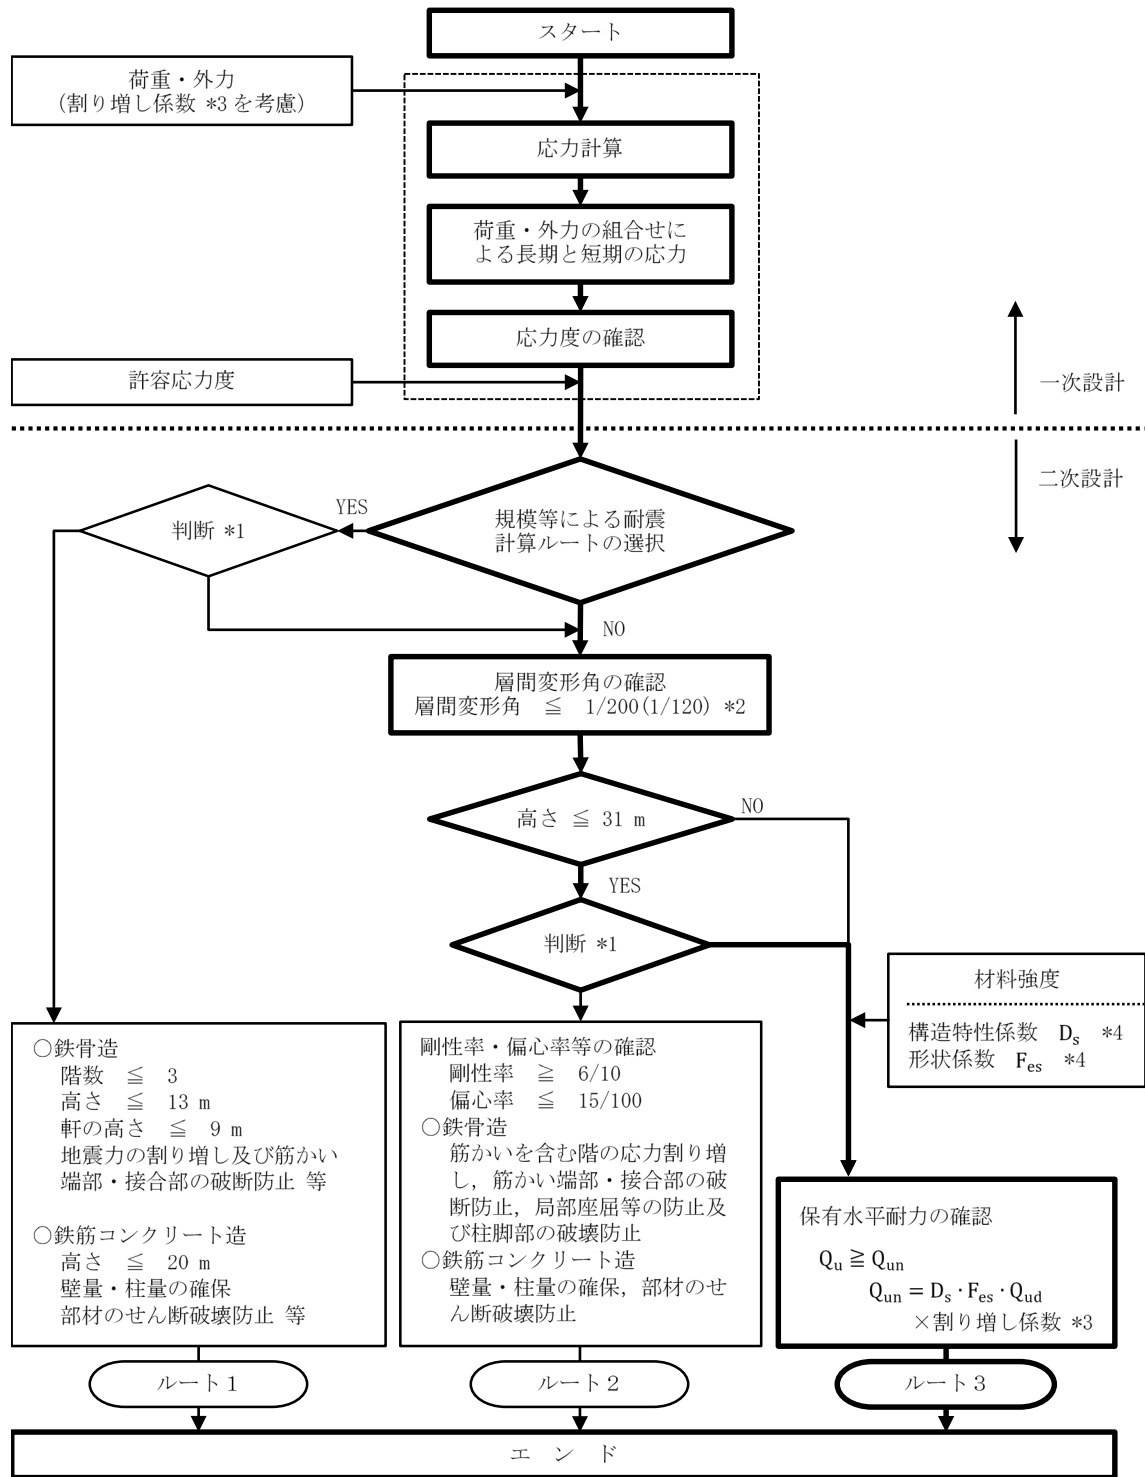 スタート
荷重・外力
(割り増し係数 *3 を考慮)
応力計算
荷重・外力の組合せに
よる長期と短期の応力
応力度の確認
許容応力度
一次設計
二次設計
規模等による耐震
計算ルートの選択
YES
判断 *1
NO
層間変形角の確認
層間変形角 ≦ 1/200(1/120) *2
高さ ≦ 31 m
NO
YES
判断 *1
材料強度
構造特性係数 Ds *4
形状係数 Fes *4
○鉄骨造
階数 ≦ 3
高さ ≦ 13 m
軒の高さ ≦ 9 m
地震力の割り増し及び筋かい
端部・接合部の破断防止 等
○鉄筋コンクリート造
高さ ≦ 20 m
壁量・柱量の確保
部材のせん断破壊防止 等
剛性率・偏心率等の確認
剛性率 ≧ 6/10
偏心率 ≦ 15/100
○鉄骨造
筋かいを含む階の応力割り増
し，筋かい端部・接合部の破
断防止，局部座屈等の防止及
び柱脚部の破壊防止
○鉄筋コンクリート造
壁量・柱量の確保，部材のせ
ん断破壊防止
保有水平耐力の確認
Qu ≧ Qun
Qun = Ds・Fes・Qud
×割り増し係数 *3
ルート1
ルート2
ルート3
エ ン ド